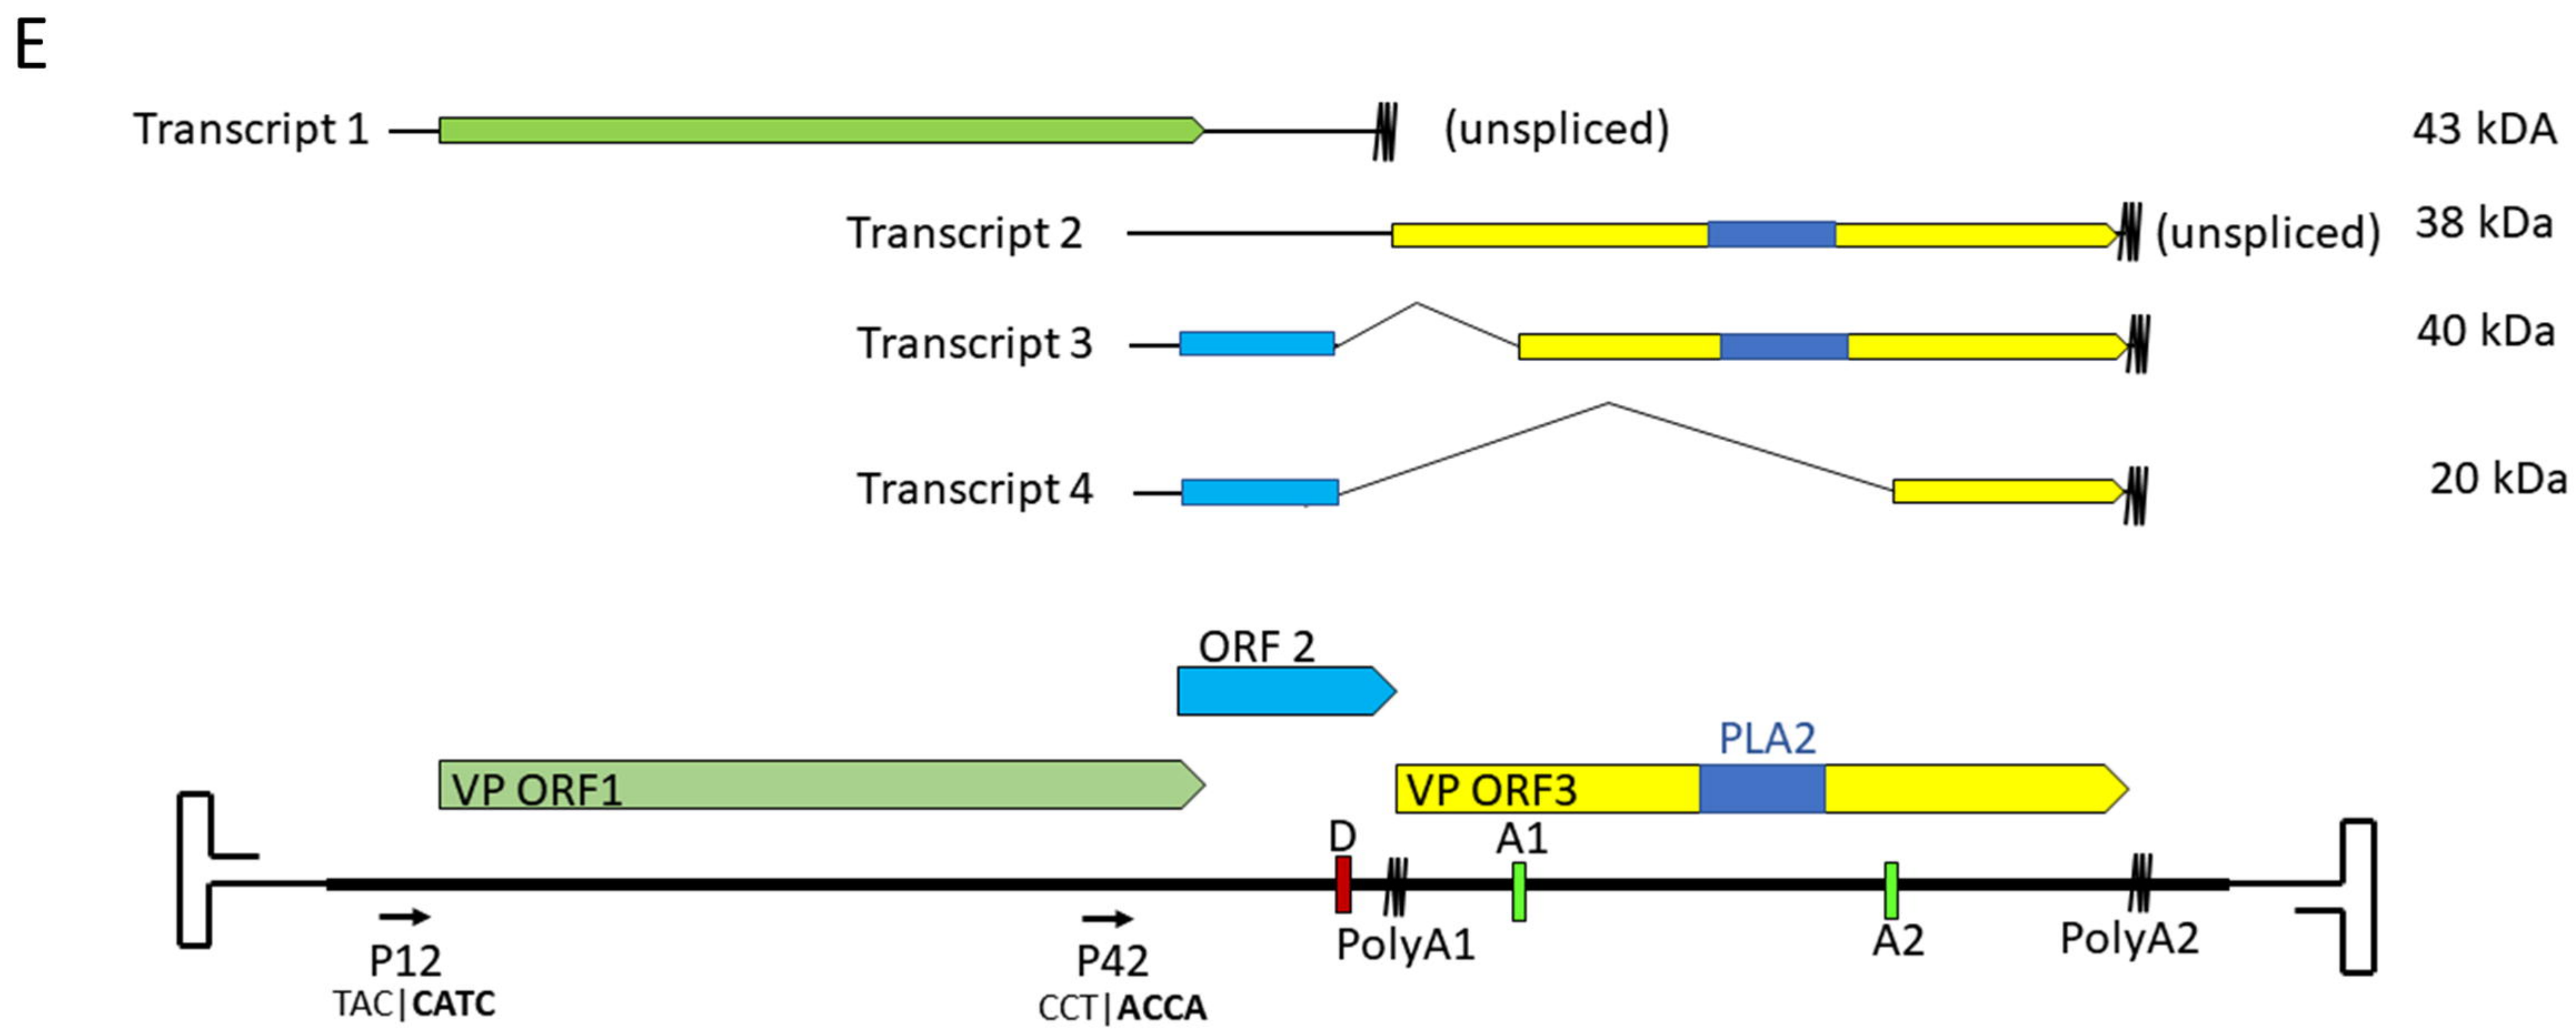 E
Transcript 1 (unspliced) 43 kDA
Transcript 2 (unspliced) 38 kDa
Transcript 3 40 kDa
Transcript 4 20 kDa
ORF 2
PLA2
VP ORF1 VP ORF3
D A1
PolyA1 A2 PolyA2
P12 P42
TAC|CATC CCT|ACCA